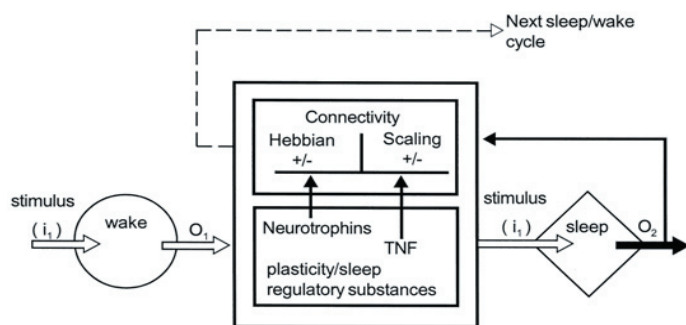 Next sleep/wake
cycle
Connectivity
Hebbian Scaling
+/- +/-
stimulus
(i₁)
wake
O₁
Neurotrophins
TNF
plasticity/sleep
regulatory substances
stimulus
(i₁)
sleep
O₂